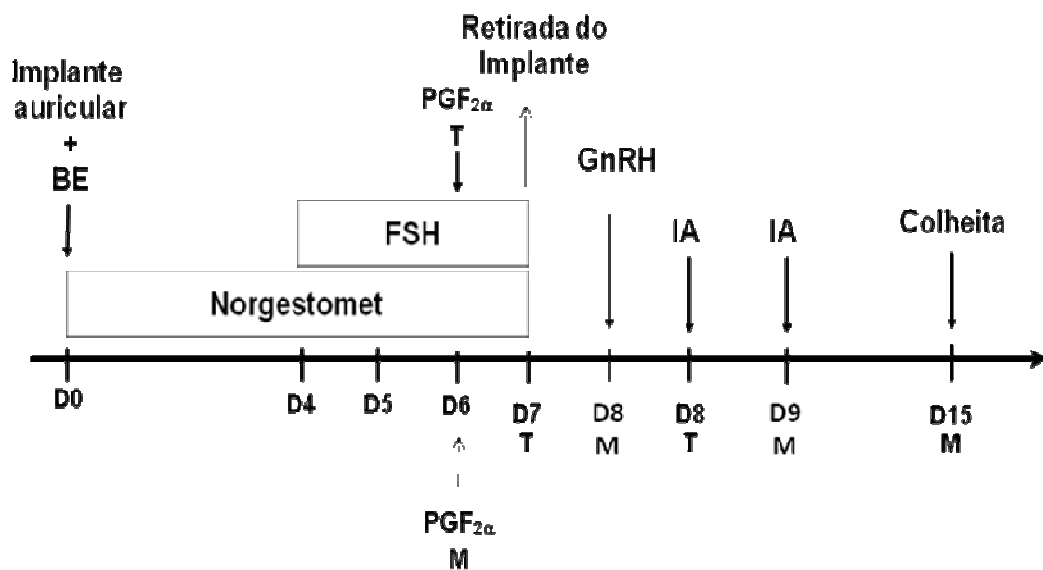 Retirada do
Implante
Implante
auricular
+
BE
PGF2α
T
GnRH
FSH
IA
IA
Colheita
Norgestomet
D0
D4
D5
D6
D7
T
D8
M
D8
T
D9
M
D15
M
PGF2α
M